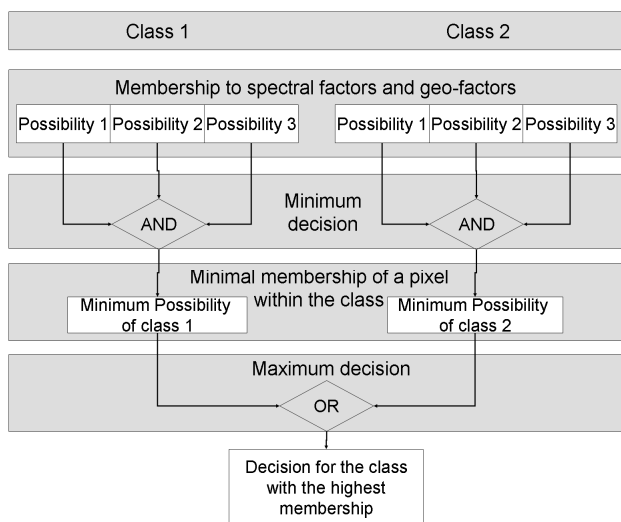 Class 1 Class 2
Membership to spectral factors and geo-factors
Possibility 1 Possibility 2 Possibility 3 Possibility 1 Possibility 2 Possibility 3
Minimum
decision
AND AND
Minimal membership of a pixel
within the class
Minimum Possibility
of class 1
Minimum Possibility
of class 2
Maximum decision
OR
Decision for the class
with the highest
membership